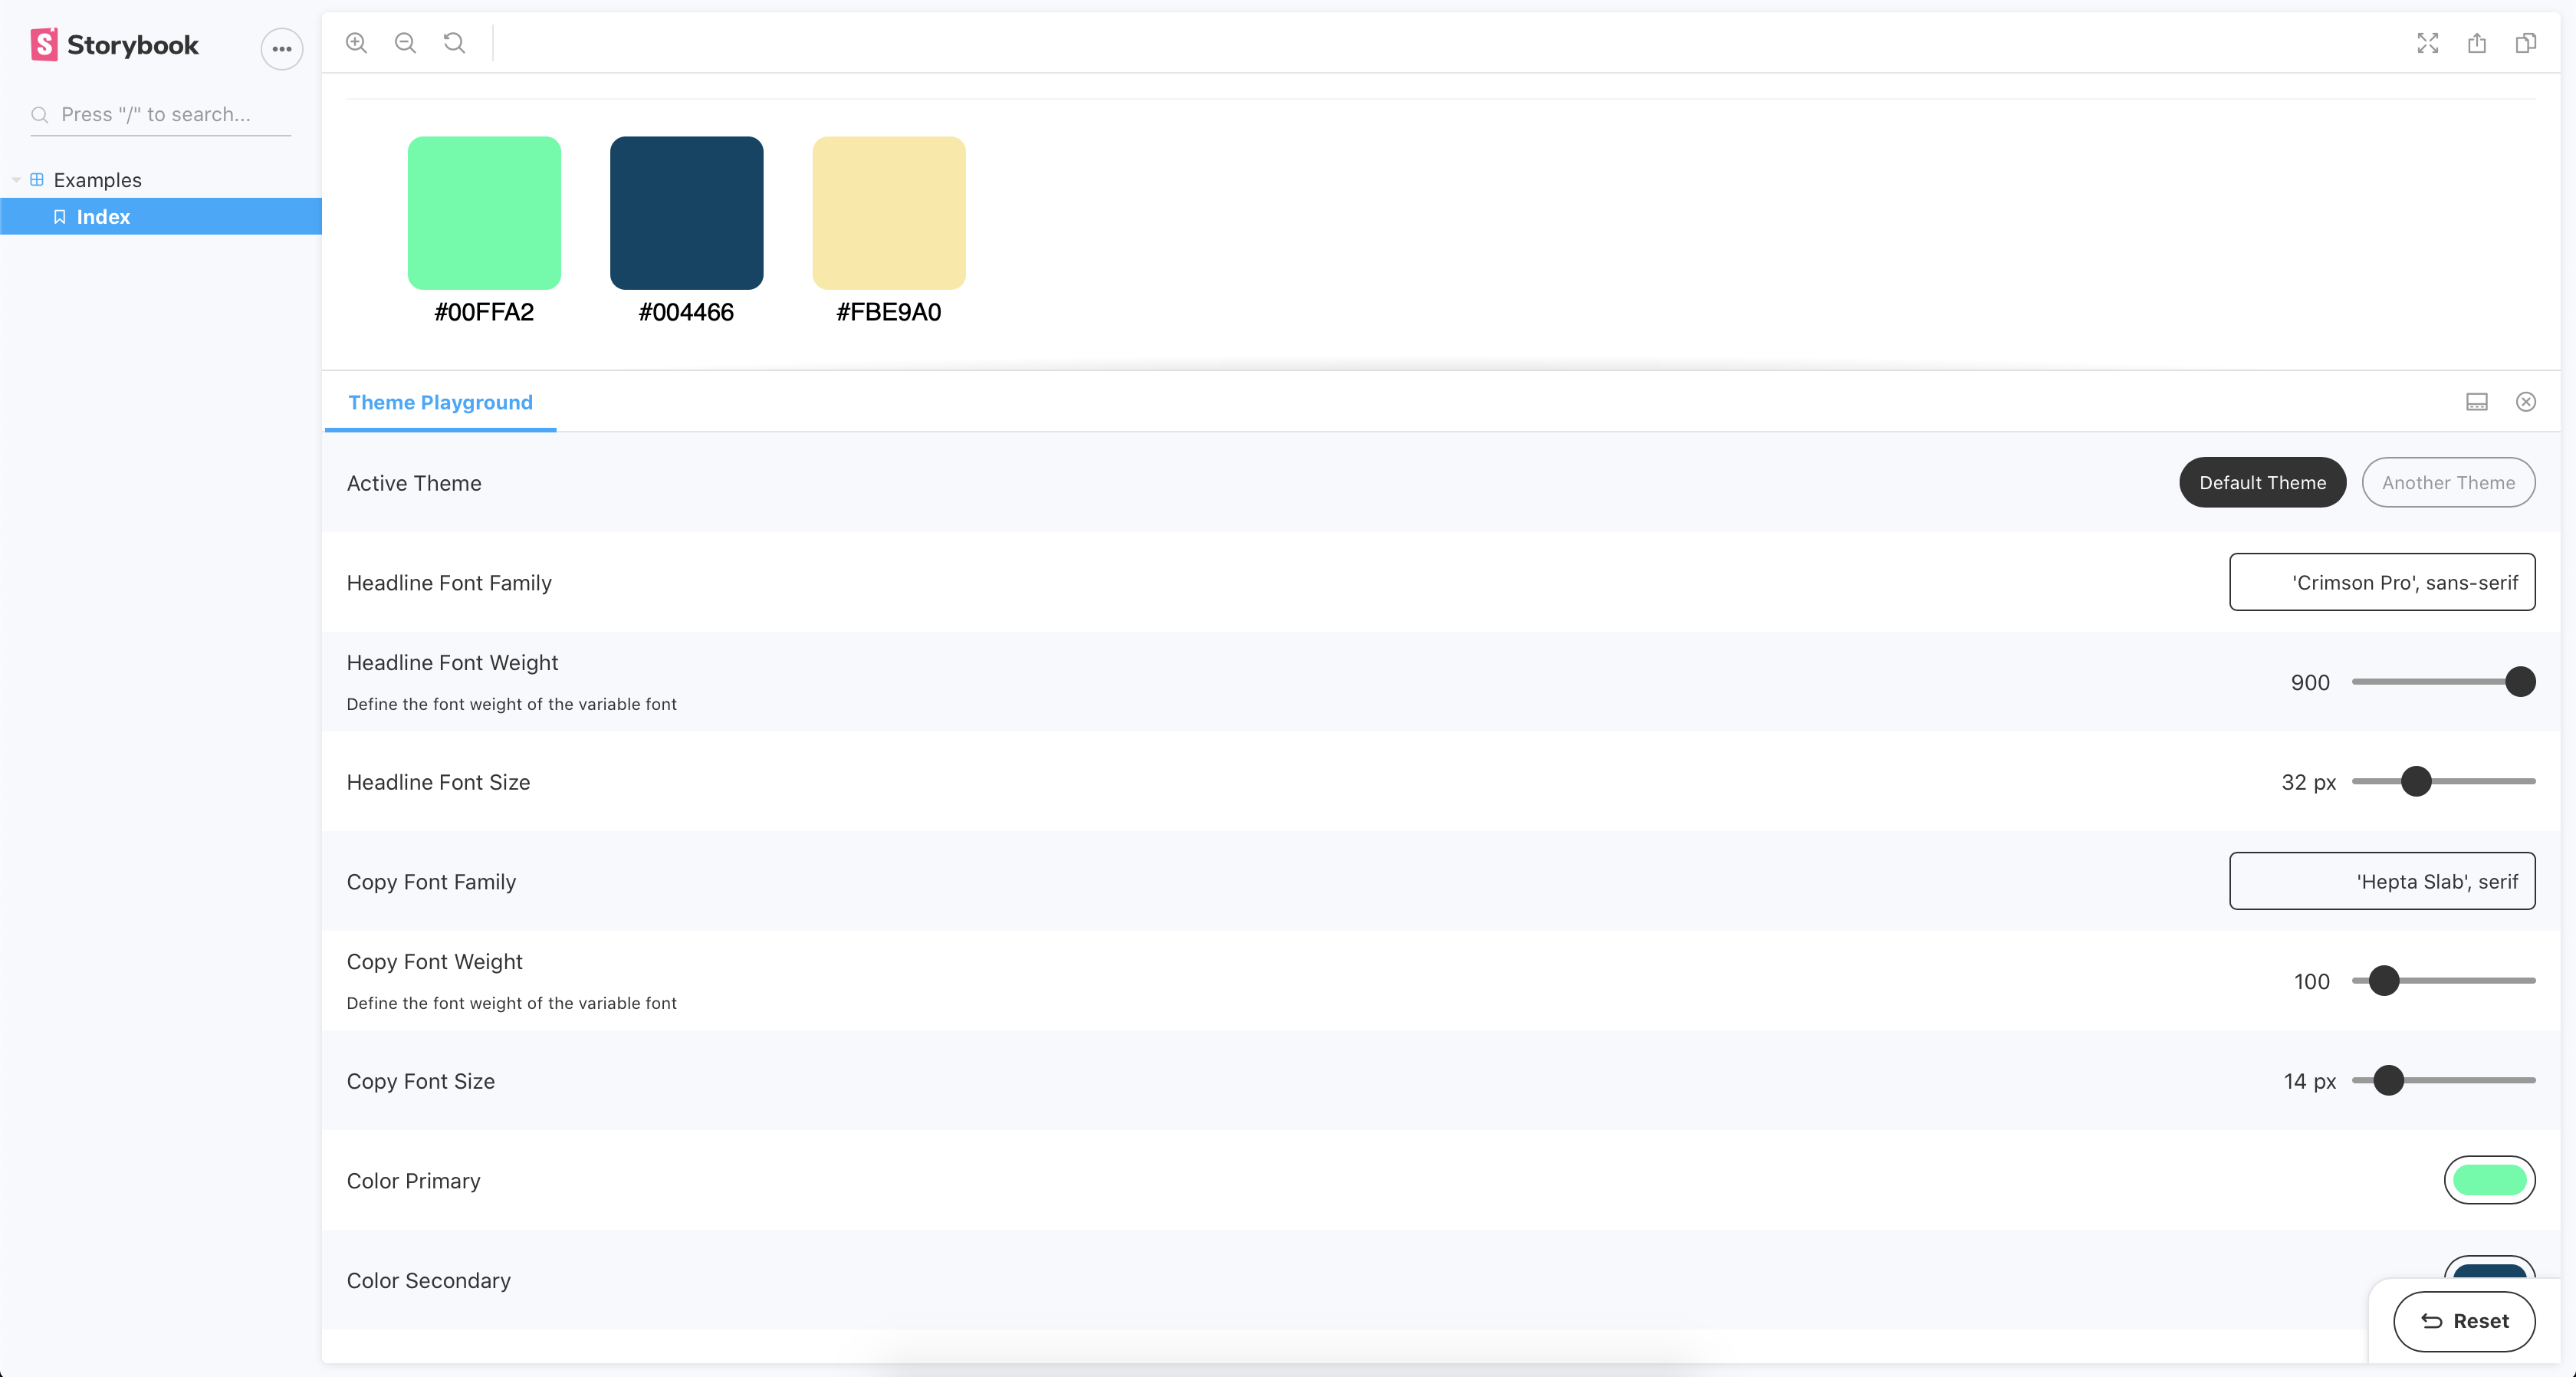 Storybook
Press "/" to search...
Examples
Index
#00FFA2
#004466
#FBE9A0
Theme Playground
Active Theme
Default Theme
Another Theme
Headline Font Family
'Crimson Pro', sans-serif
Headline Font Weight
Define the font weight of the variable font
900
Headline Font Size
32 px
Copy Font Family
'Hepta Slab', serif
Copy Font Weight
Define the font weight of the variable font
100
Copy Font Size
14 px
Color Primary
Color Secondary
Reset